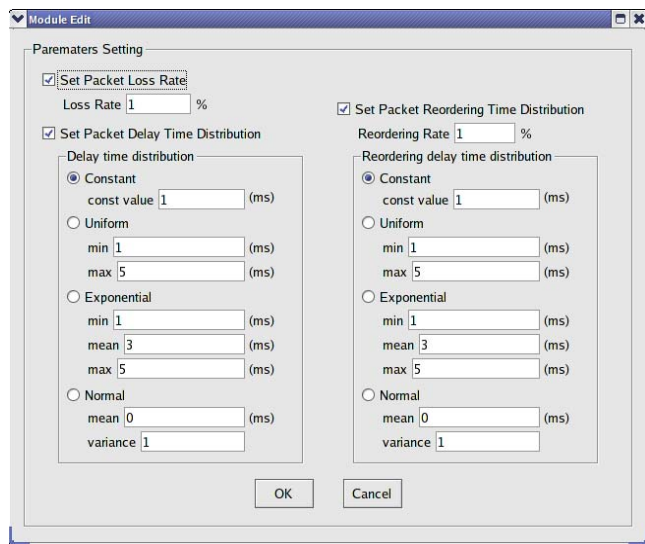 Module Edit
Parematers Setting
Set Packet Loss Rate
Loss Rate 1 %
Set Packet Delay Time Distribution
Delay time distribution
Constant
const value 1 (ms)
Uniform
min 1 (ms)
max 5 (ms)
Exponential
min 1 (ms)
mean 3 (ms)
max 5 (ms)
Normal
mean 0 (ms)
variance 1
Set Packet Reordering Time Distribution
Reordering Rate 1 %
Reordering delay time distribution
Constant
const value 1 (ms)
Uniform
min 1 (ms)
max 5 (ms)
Exponential
min 1 (ms)
mean 3 (ms)
max 5 (ms)
Normal
mean 0 (ms)
variance 1
OK
Cancel